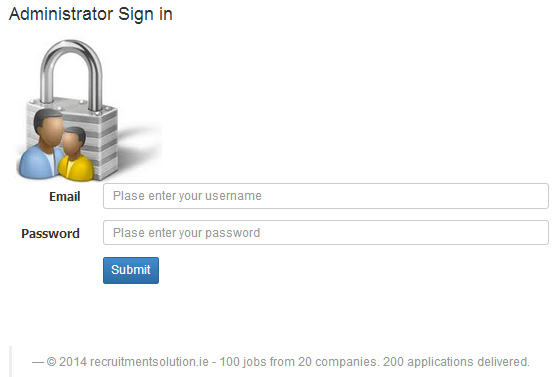 Administrator Sign in
Email
Plase enter your username
Password
Plase enter your password
Submit
— © 2014 recruitmentsolution.ie - 100 jobs from 20 companies. 200 applications delivered.